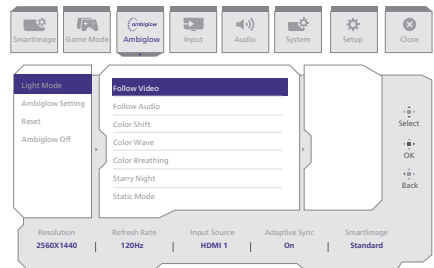 ambiglow
SmartImage Game Mode Ambiglow Input Audio System Setup Close
Light Mode
Ambiglow Setting
Reset
Ambiglow Off
Follow Video
Follow Audio
Color Shift
Color Wave
Color Breathing
Starry Night
Static Mode
Select
OK
Back
Resolution Refresh Rate Input Source Adaptive Sync SmartImage
2560X1440 | 120Hz | HDMI 1 | On | Standard